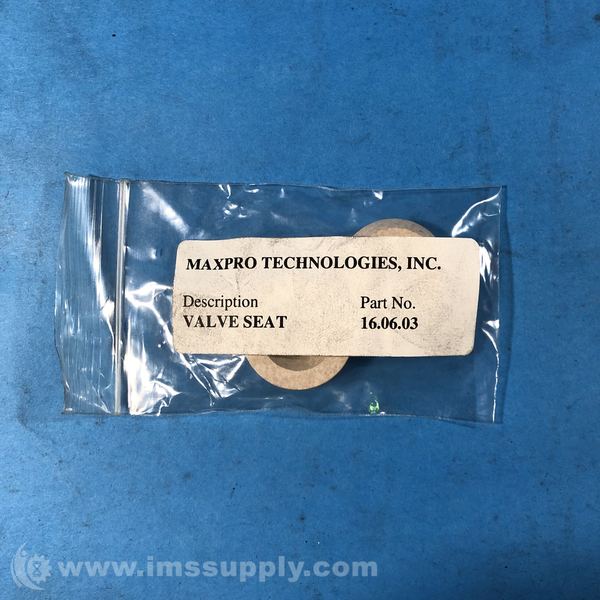 MAXPRO TECHNOLOGIES, INC.
Description Part No.
VALVE SEAT 16.06.03
www.imssupply.com